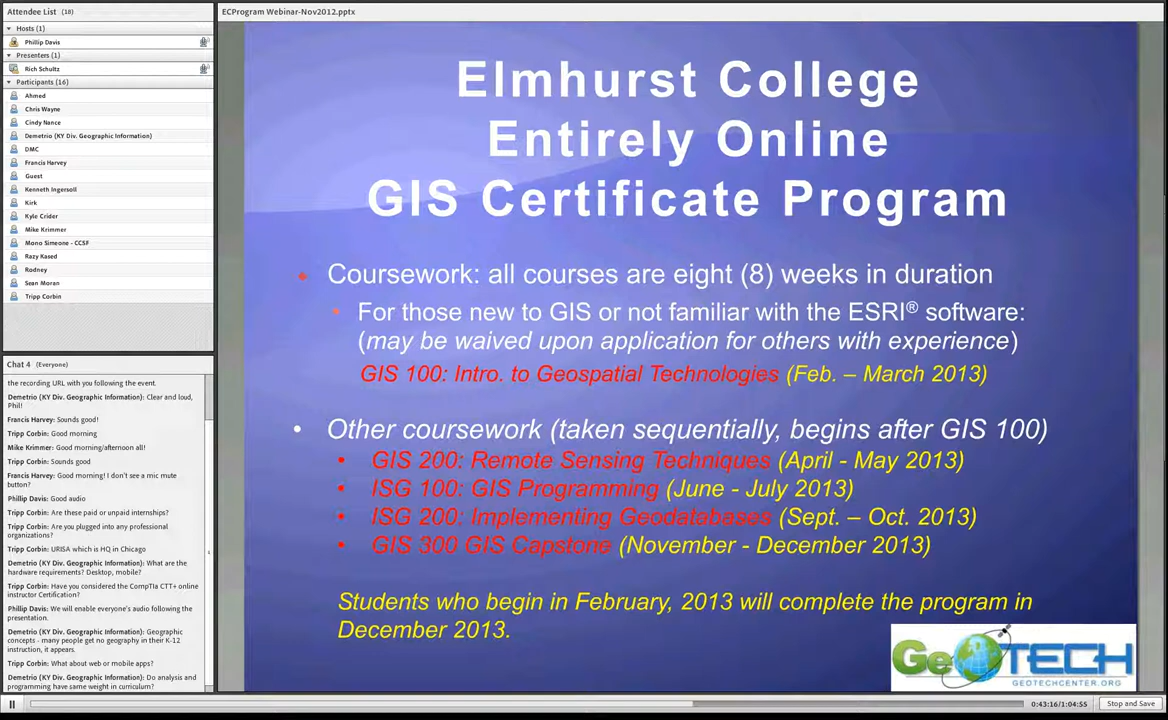 Attendee List (18)
Hosts (1)
Phillip Davis
Presenters (1)
Rich Schultz
Participants (16)
Ahmed
Chris Wayne
Cindy Nance
Demetrio (KY Div. Geographic Information)
DMC
Francis Harvey
Guest
Kenneth Ingersoll
Kirk
Kyle Crider
Mike Krimmer
Mono Simeone - CCSF
Razy Kased
Rodney
Sean Moran
Tripp Corbin
Chat 4 (Everyone)
the recording URL with you following the event.
Demetrio (KY Div. Geographic Information): Clear and loud,
Phil!
Francis Harvey: Sounds good!
Tripp Corbin: Good morning
Mike Krimmer: Good morning/afternoon all!
Tripp Corbin: Sounds good
Francis Harvey: Good morning! I don't see a mic mute
button?
Phillip Davis: Good audio
Tripp Corbin: Are these paid or unpaid internships?
Tripp Corbin: Are you plugged into any professional
organizations?
Tripp Corbin: URISA which is HQ in Chicago
Demetrio (KY Div. Geographic Information): What are the
hardware requirements? Desktop, mobile?
Tripp Corbin: Have you considered the CompTIa CTT+ online
instructor Certification?
Phillip Davis: We will enable everyone's audio following the
presentation.
Demetrio (KY Div. Geographic Information): Geographic
concepts - many people get no geography in their K-12
instruction, it appears.
Tripp Corbin: What about web or mobile apps?
Demetrio (KY Div. Geographic Information): Do analysis and
programming have same weight in curriculum?
ECProgram Webinar-Nov2012.pptx
Elmhurst College
Entirely Online
GIS Certificate Program
Coursework: all courses are eight (8) weeks in duration
For those new to GIS or not familiar with the ESRI® software:
(may be waived upon application for others with experience)
GIS 100: Intro. to Geospatial Technologies (Feb. – March 2013)
• Other coursework (taken sequentially, begins after GIS 100)
• GIS 200: Remote Sensing Techniques (April - May 2013)
• ISG 100: GIS Programming (June - July 2013)
• ISG 200: Implementing Geodatabases (Sept. – Oct. 2013)
• GIS 300 GIS Capstone (November - December 2013)
Students who begin in February, 2013 will complete the program in
December 2013.
GeoTECH
GEOTECHCENTER.ORG
0:43:16/1:04:55
Stop and Save